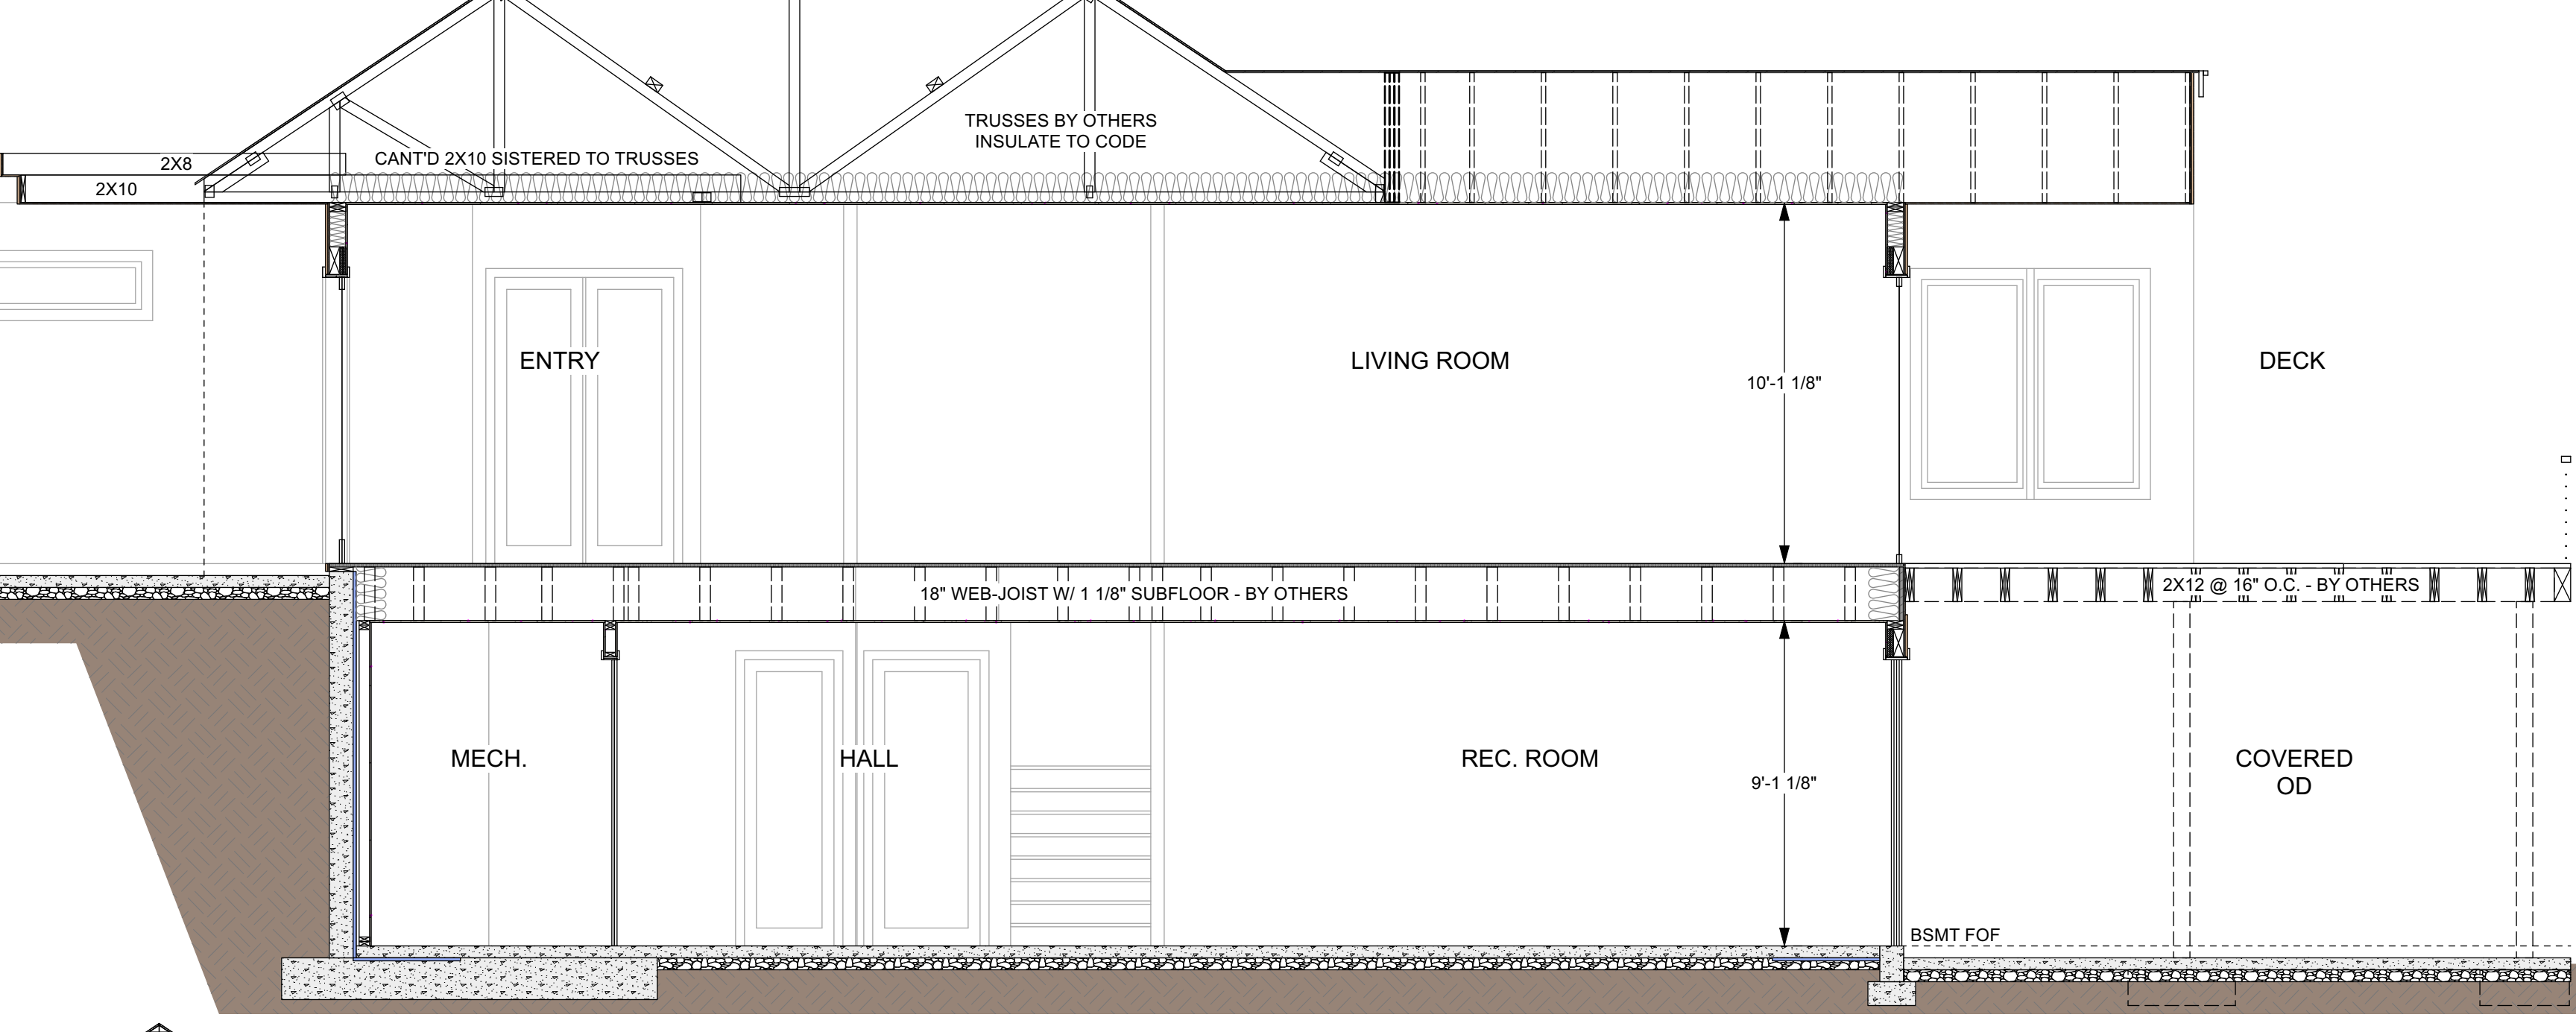 TRUSSES BY OTHERS
INSULATE TO CODE
2X8
CANT'D 2X10 SISTERED TO TRUSSES
2X10
ENTRY
LIVING ROOM
DECK
10'-1 1/8"
18" WEB-JOIST W/ 1 1/8" SUBFLOOR - BY OTHERS
2X12 @ 16" O.C. - BY OTHERS
MECH.
HALL
REC. ROOM
COVERED
OD
9'-1 1/8"
BSMT FOF